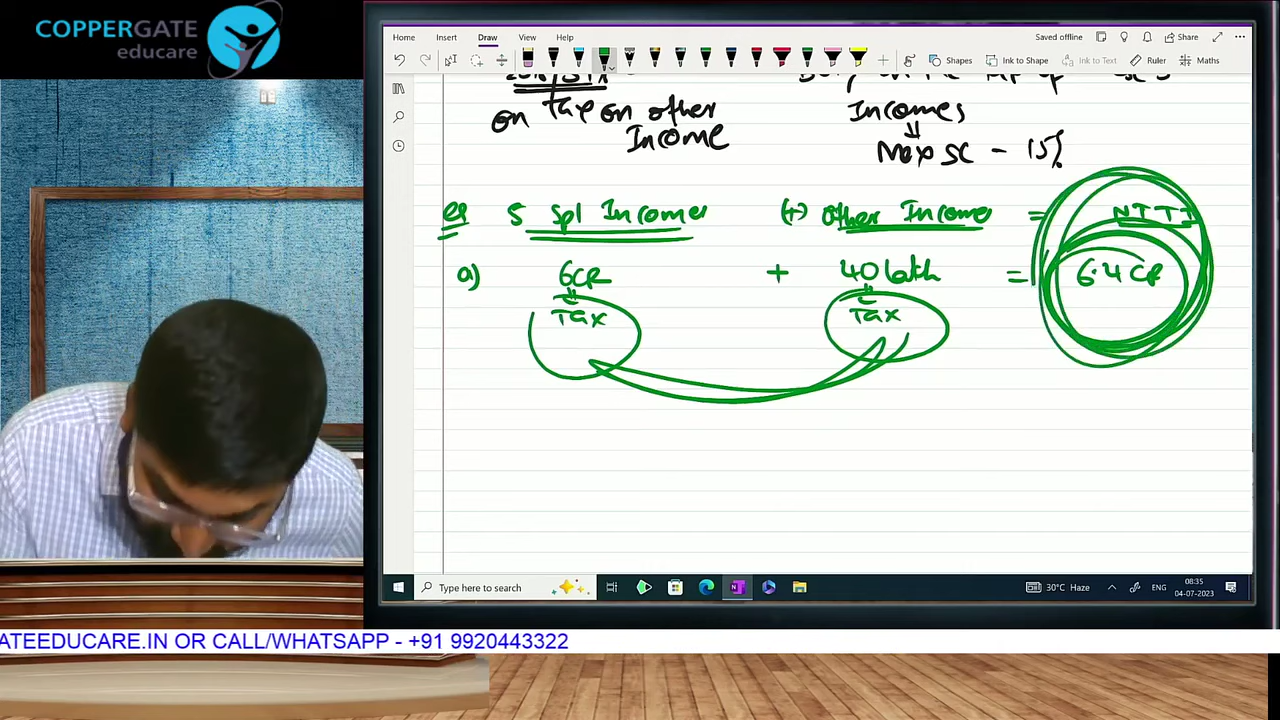 COPPERGATE
educare
Home Insert Draw View Help
Saved offline Share
Shapes Ink to Shape Ink to Text Ruler Maths
on tax on other
Income
Incomes
Max SC - 15%
eg 5 Spl Incomes (+) Other Income = NTTI
a) 6CR + 40 lakh = 6.4 CR
Tax Tax
Type here to search
30°C Haze ENG 08:35
04-07-2023
ATEEDUCARE.IN OR CALL/WHATSAPP - +91 9920443322